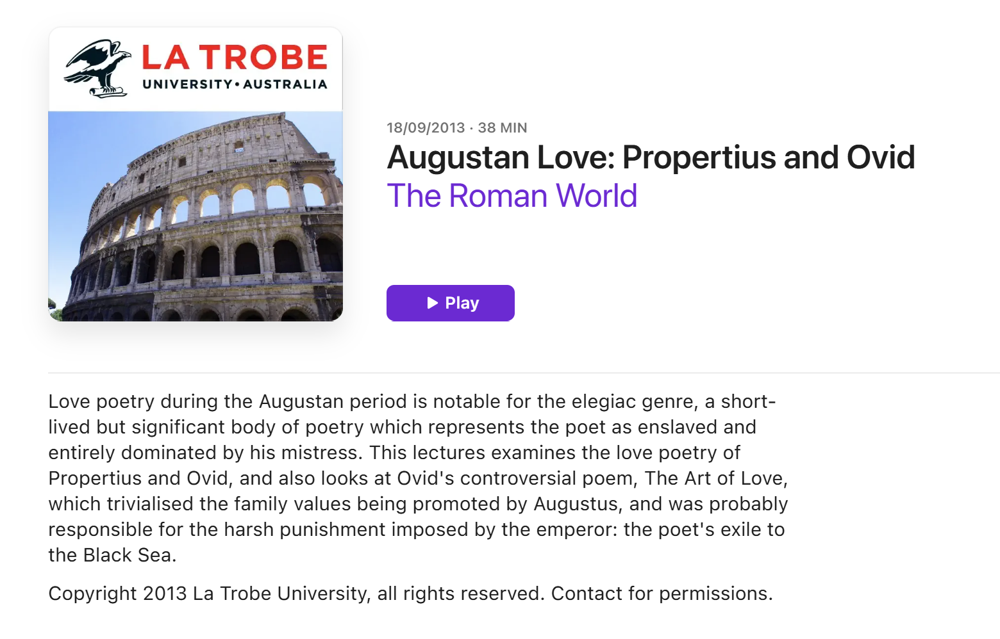 LA TROBE
UNIVERSITY • AUSTRALIA
18/09/2013 · 38 MIN
Augustan Love: Propertius and Ovid
The Roman World
Play
Love poetry during the Augustan period is notable for the elegiac genre, a short-
lived but significant body of poetry which represents the poet as enslaved and
entirely dominated by his mistress. This lectures examines the love poetry of
Propertius and Ovid, and also looks at Ovid's controversial poem, The Art of Love,
which trivialised the family values being promoted by Augustus, and was probably
responsible for the harsh punishment imposed by the emperor: the poet's exile to
the Black Sea.
Copyright 2013 La Trobe University, all rights reserved. Contact for permissions.